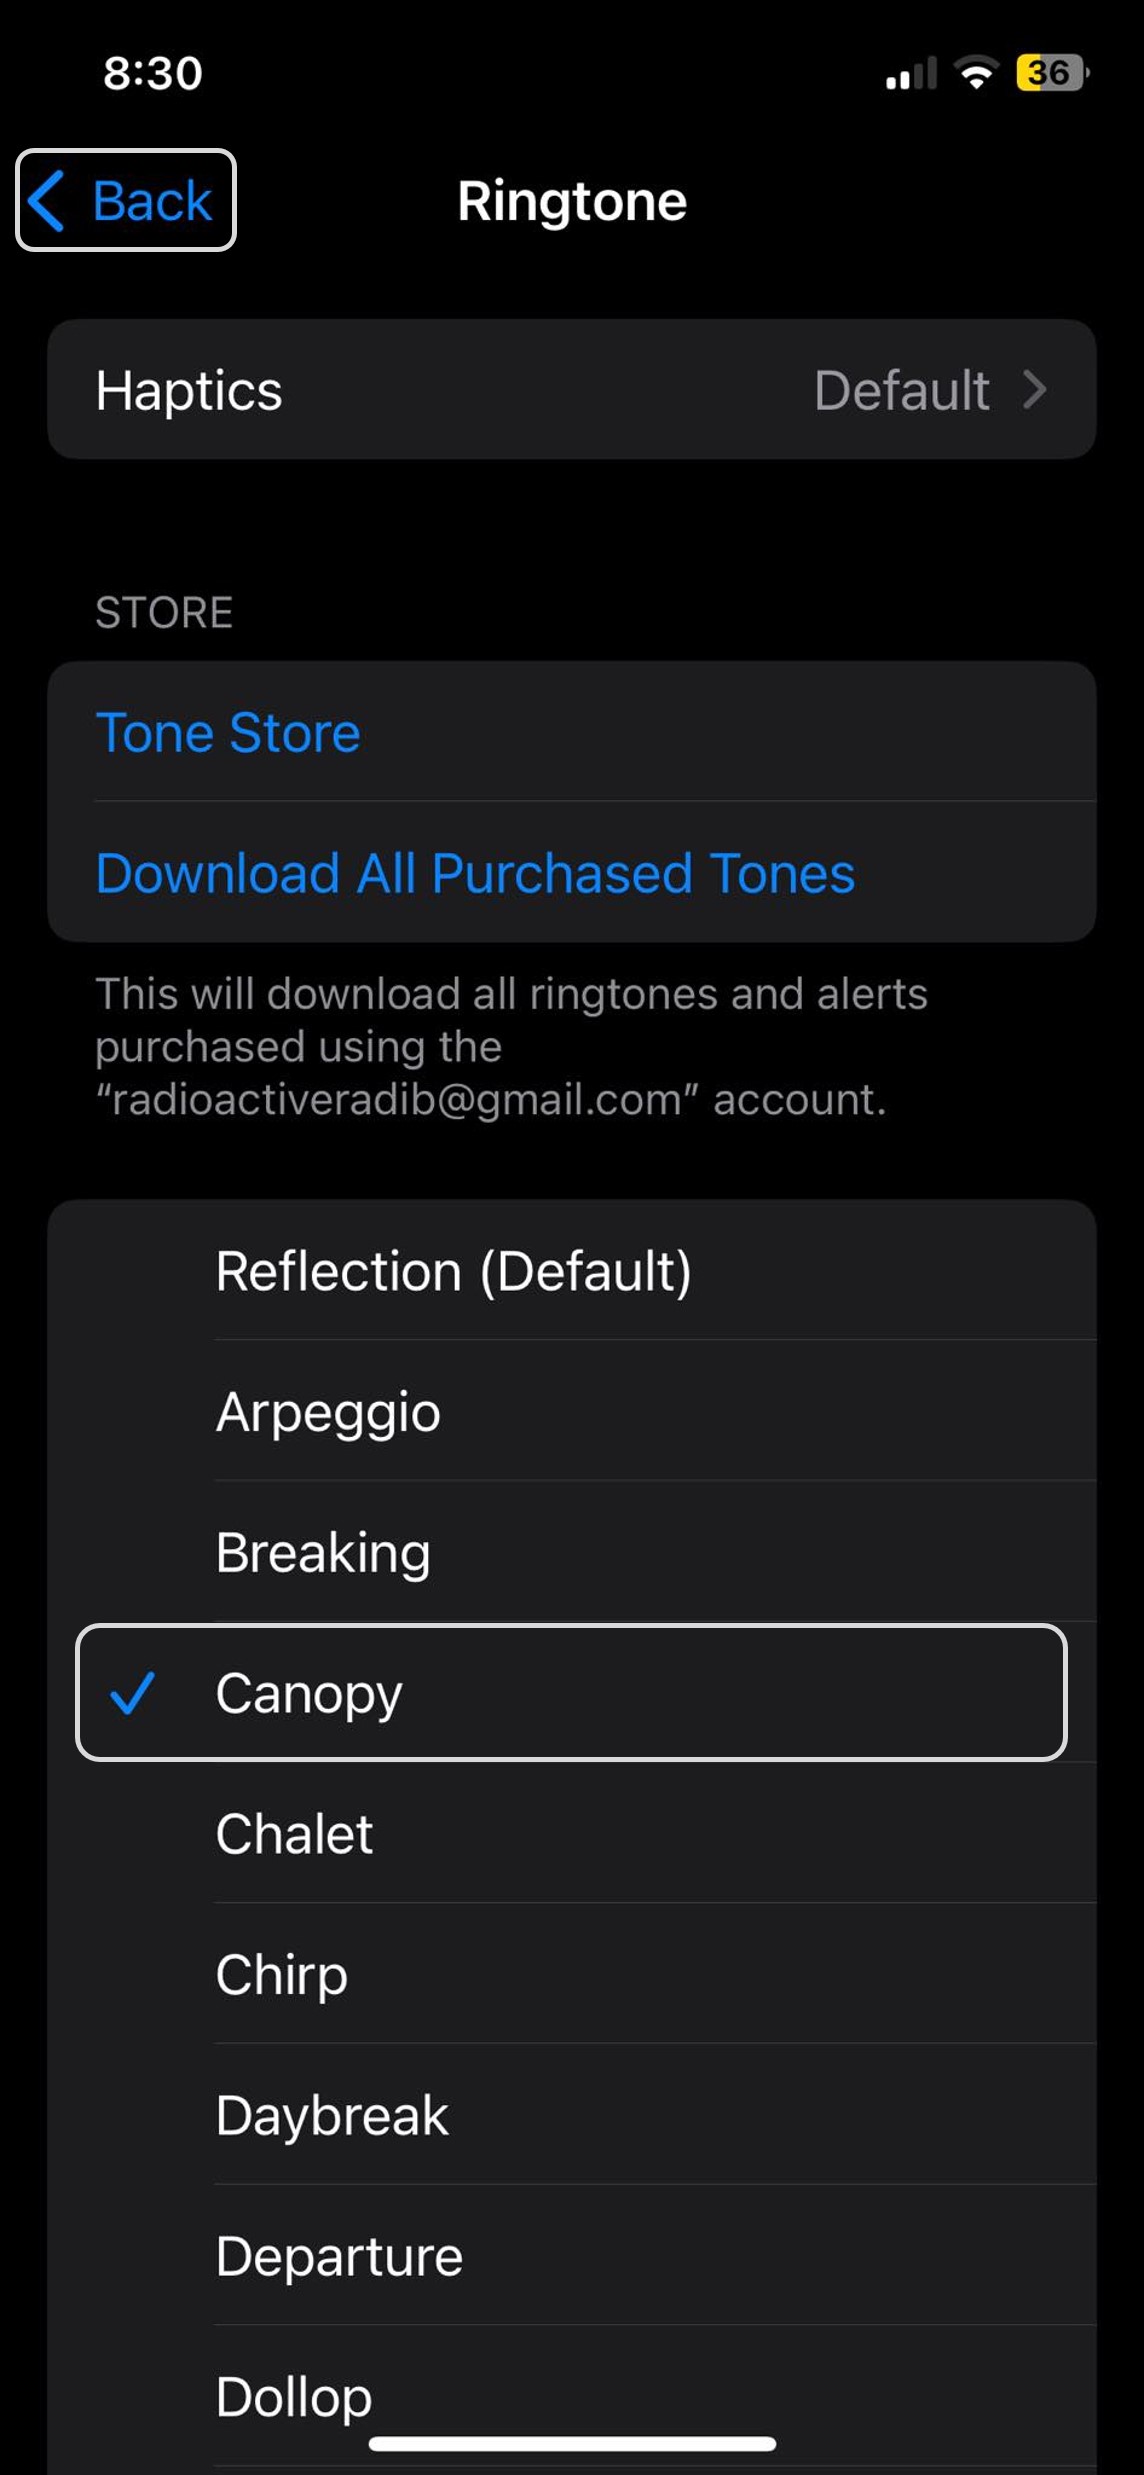 8:30
36
Back
Ringtone
Haptics
Default
STORE
Tone Store
Download All Purchased Tones
This will download all ringtones and alerts
purchased using the
“radioactiveradib@gmail.com” account.
Reflection (Default)
Arpeggio
Breaking
Canopy
Chalet
Chirp
Daybreak
Departure
Dollop